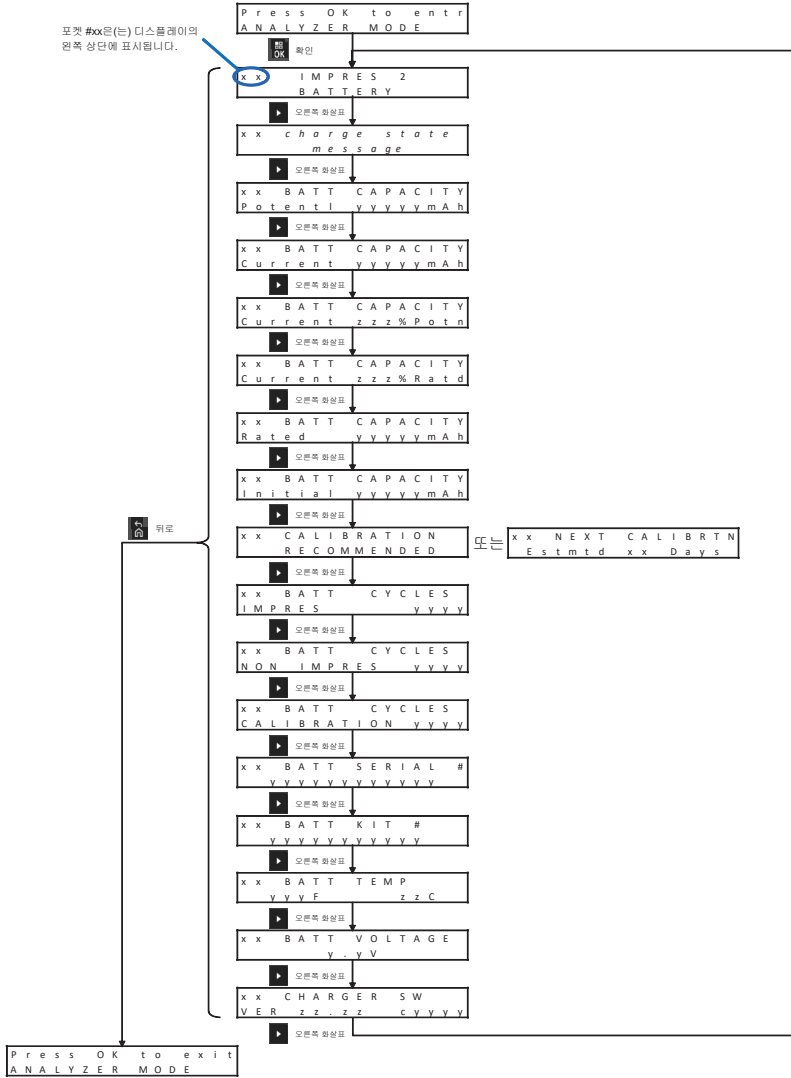 Press OK to entr
ANALYZER MODE
포켓 #xx은(는) 디스플레이의
왼쪽 상단에 표시됩니다.
OK 확인
xx IMPRES 2
BATTERY
오른쪽 화살표
xx charge state
message
오른쪽 화살표
xx BATT CAPACITY
Potentl yyyyymAh
오른쪽 화살표
xx BATT CAPACITY
Current yyyyymAh
오른쪽 화살표
xx BATT CAPACITY
Current zzz%Potn
오른쪽 화살표
xx BATT CAPACITY
Current zzz%Ratd
오른쪽 화살표
xx BATT CAPACITY
Rated yyyyymAh
오른쪽 화살표
xx BATT CAPACITY
Initial yyyyymAh
오른쪽 화살표
뒤로
xx CALIBRATION
RECOMMENDED
또는
xx NEXT CALIBRTN
Estmtd xx Days
오른쪽 화살표
xx BATT CYCLES
IMPRES yyyy
오른쪽 화살표
xx BATT CYCLES
NON IMPRES yyyy
오른쪽 화살표
xx BATT CYCLES
CALIBRATION yyyy
오른쪽 화살표
xx BATT SERIAL #
yyyyyyyyyyyy
오른쪽 화살표
xx BATT KIT #
yyyyyyyyyy
오른쪽 화살표
xx BATT TEMP
yyyF zzC
오른쪽 화살표
xx BATT VOLTAGE
y.yV
오른쪽 화살표
xx CHARGER SW
VER zz.zz cyyyy
오른쪽 화살표
Press OK to exit
ANALYZER MODE